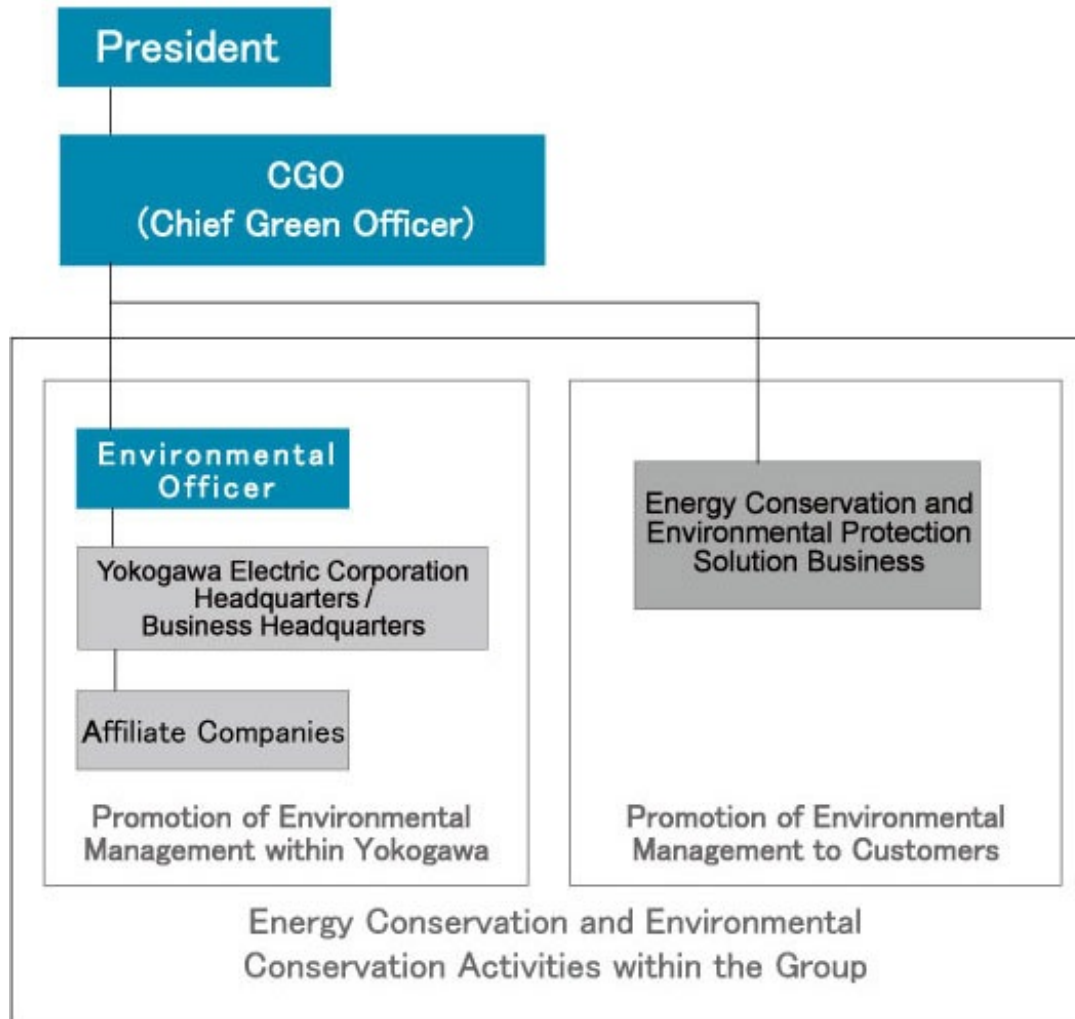 President
CGO
(Chief Green Officer)
Environmental
Officer
Yokogawa Electric Corporation
Headquarters /
Business Headquarters
Affiliate Companies
Promotion of Environmental
Management within Yokogawa
Energy Conservation and
Environmental Protection
Solution Business
Promotion of Environmental
Management to Customers
Energy Conservation and Environmental
Conservation Activities within the Group